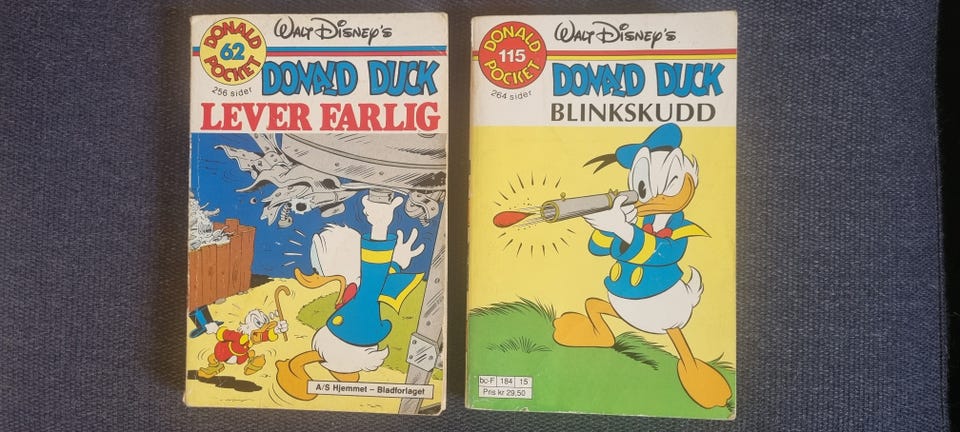 DONALD
62
POCKET
256 sider
WALT DISNEY'S
DONALD DUCK
LEVER FARLIG
A/S Hjemmet – Bladforlaget
DONALD
115
POCKET
264 sider
WALT DISNEY'S
DONALD DUCK
BLINKSKUDD
bc-F 184 15
Pris kr 29,50